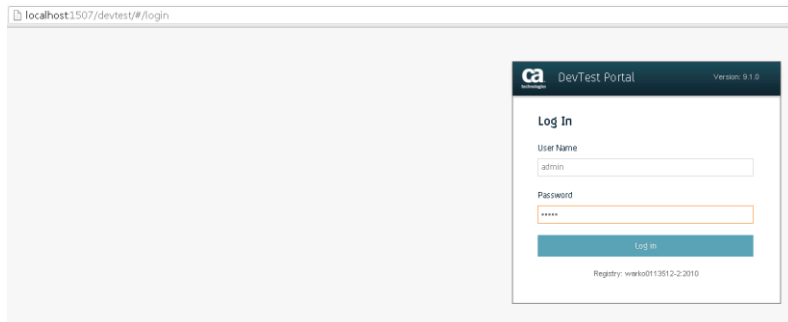 localhost:1507/devtest/#/login
ca
technologies
DevTest Portal
Version: 9.1.0
Log In
User Name
admin
Password
•••••
Log in
Registry: warko0113512-2:2010